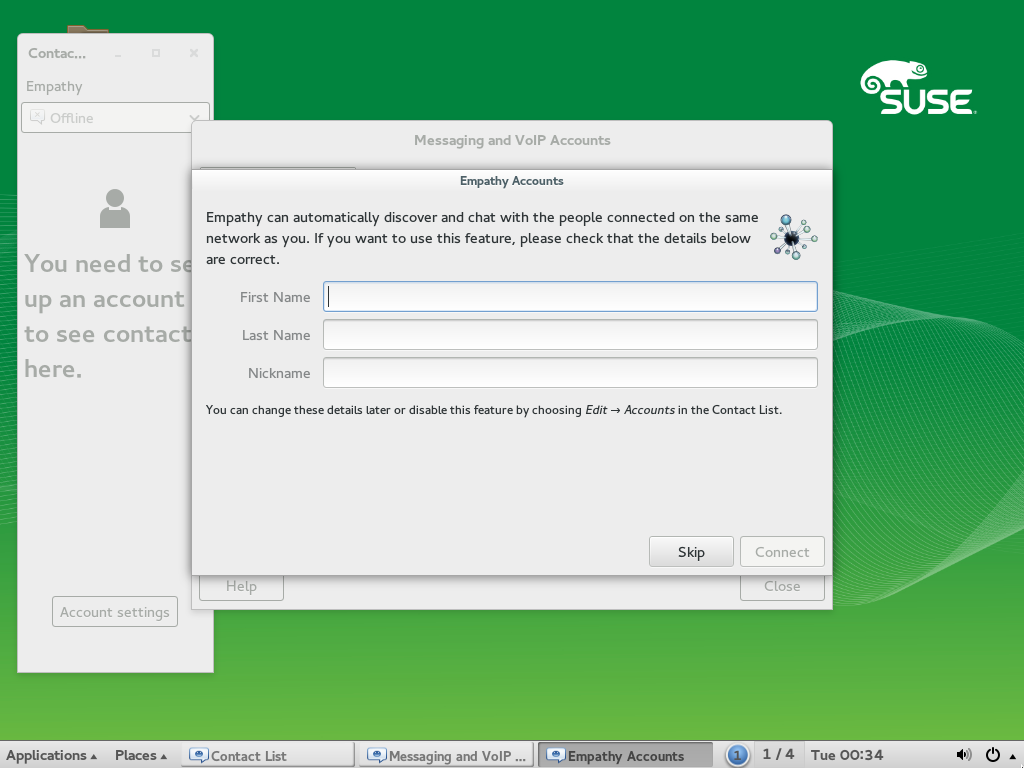 Contac...
Empathy
Offline
SUSE
Messaging and VoIP Accounts
Empathy Accounts
Empathy can automatically discover and chat with the people connected on the same
network as you. If you want to use this feature, please check that the details below
are correct.
First Name
Last Name
Nickname
You can change these details later or disable this feature by choosing Edit → Accounts in the Contact List.
Skip
Connect
You need to se
up an account
to see contact
here.
Help
Close
Account settings
Applications
Places
Contact List
Messaging and VoIP ...
Empathy Accounts
1
1 / 4
Tue 00:34